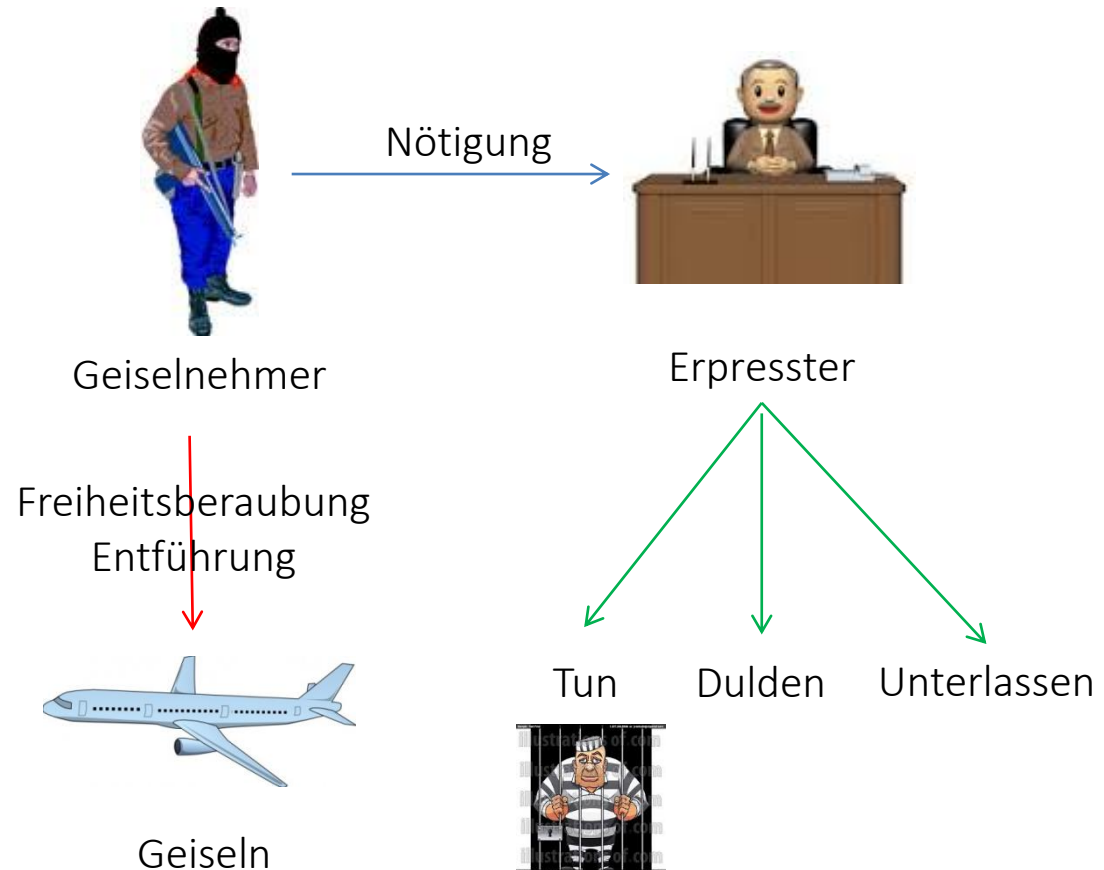 Nötigung
Geiselnehmer
Erpresster
Freiheitsberaubung
Entführung
Tun
Dulden
Unterlassen
Geiseln